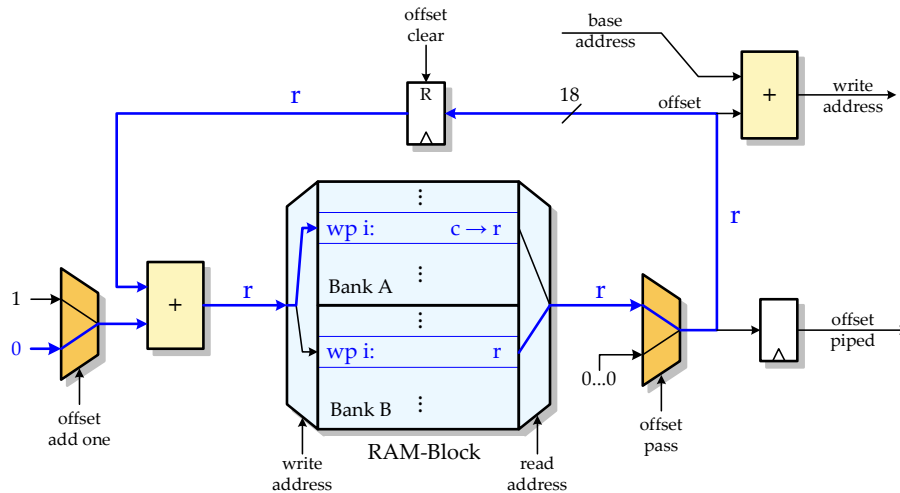 offset
clear
base
address
R
r
18
offset
+
write
address
r
⋮
wp i: c → r
⋮
Bank A
1
+
r
r
⋮
0
wp i: r
0...0
offset
piped
Bank B
⋮
offset
add one
offset
pass
RAM-Block
write
address
read
address